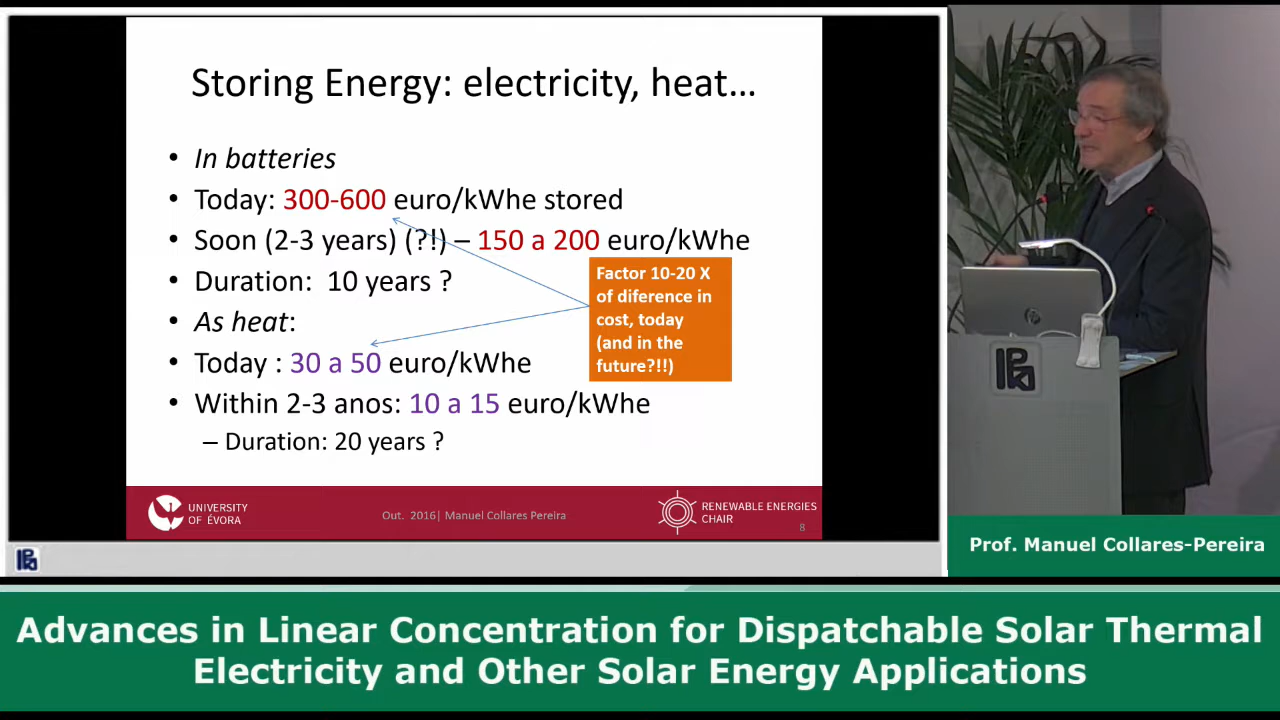 Storing Energy: electricity, heat...
• In batteries
• Today: 300-600 euro/kWhe stored
• Soon (2-3 years) (?!) – 150 a 200 euro/kWhe
• Duration: 10 years ?
• As heat:
• Today : 30 a 50 euro/kWhe
• Within 2-3 anos: 10 a 15 euro/kWhe
– Duration: 20 years ?
Factor 10-20 X
of diference in
cost, today
(and in the
future?!!)
UNIVERSITY
OF ÉVORA
Out. 2016| Manuel Collares Pereira
RENEWABLE ENERGIES
CHAIR
8
Prof. Manuel Collares-Pereira
Advances in Linear Concentration for Dispatchable Solar Thermal
Electricity and Other Solar Energy Applications